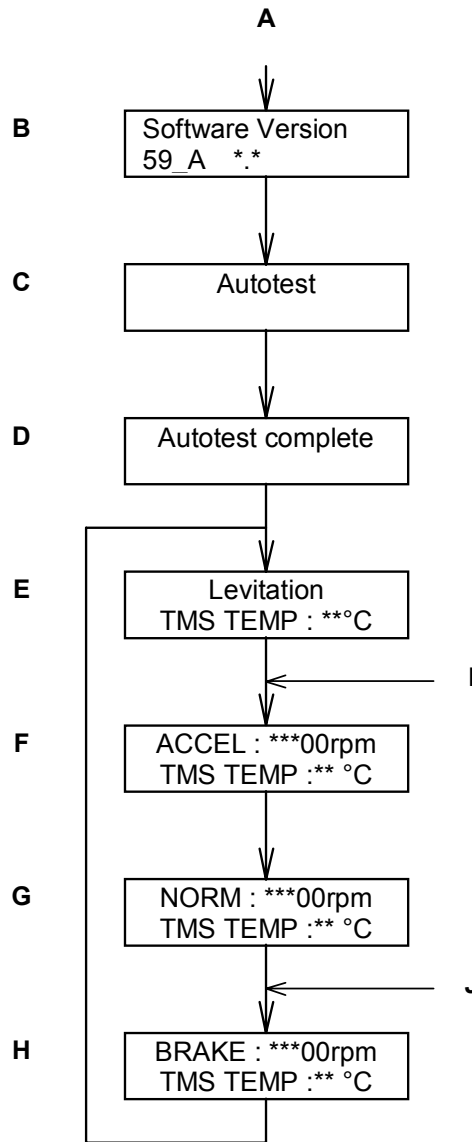 A
B
Software Version
59_A *.*
C
Autotest
D
Autotest complete
E
Levitation
TMS TEMP : **°C
F
ACCEL : ***00rpm
TMS TEMP :** °C
G
NORM : ***00rpm
TMS TEMP :** °C
H
BRAKE : ***00rpm
TMS TEMP :** °C